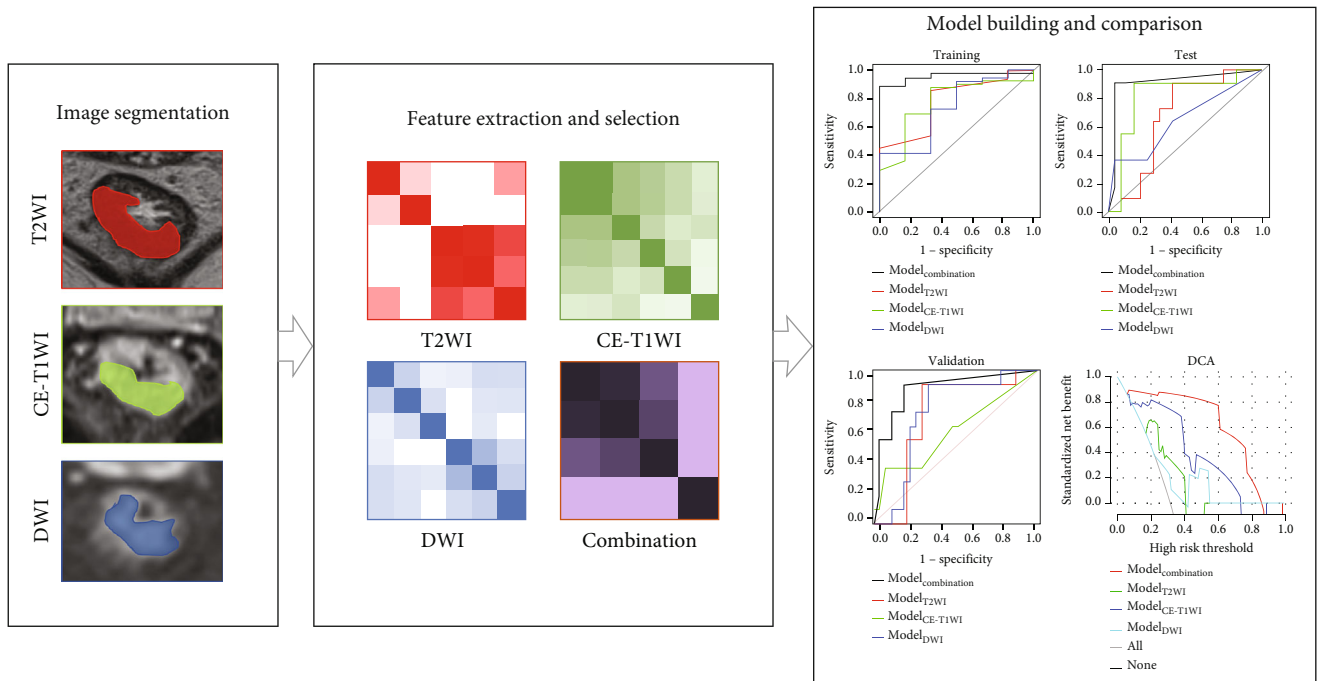 Image segmentation
T2WI
CE-T1WI
DWI
Feature extraction and selection
T2WI
CE-T1WI
DWI
Combination
Model building and comparison
Training
Sensitivity
1.0
0.8
0.6
0.4
0.2
0.0
0.0 0.2 0.4 0.6 0.8 1.0
1 – specificity
Model combination
Model T2WI
Model CE-T1WI
Model DWI
Test
Sensitivity
1.0
0.8
0.6
0.4
0.2
0.0
0.0 0.2 0.4 0.6 0.8 1.0
1 – specificity
Model combination
Model T2WI
Model CE-T1WI
Model DWI
Validation
Sensitivity
1.0
0.8
0.6
0.4
0.2
0.0
0.0 0.2 0.4 0.6 0.8 1.0
1 – specificity
Model combination
Model T2WI
Model CE-T1WI
Model DWI
DCA
Standardized net benefit
1.0
0.8
0.6
0.4
0.2
0.0
0.0 0.2 0.4 0.6 0.8 1.0
High risk threshold
Model combination
Model T2WI
Model CE-T1WI
Model DWI
All
None